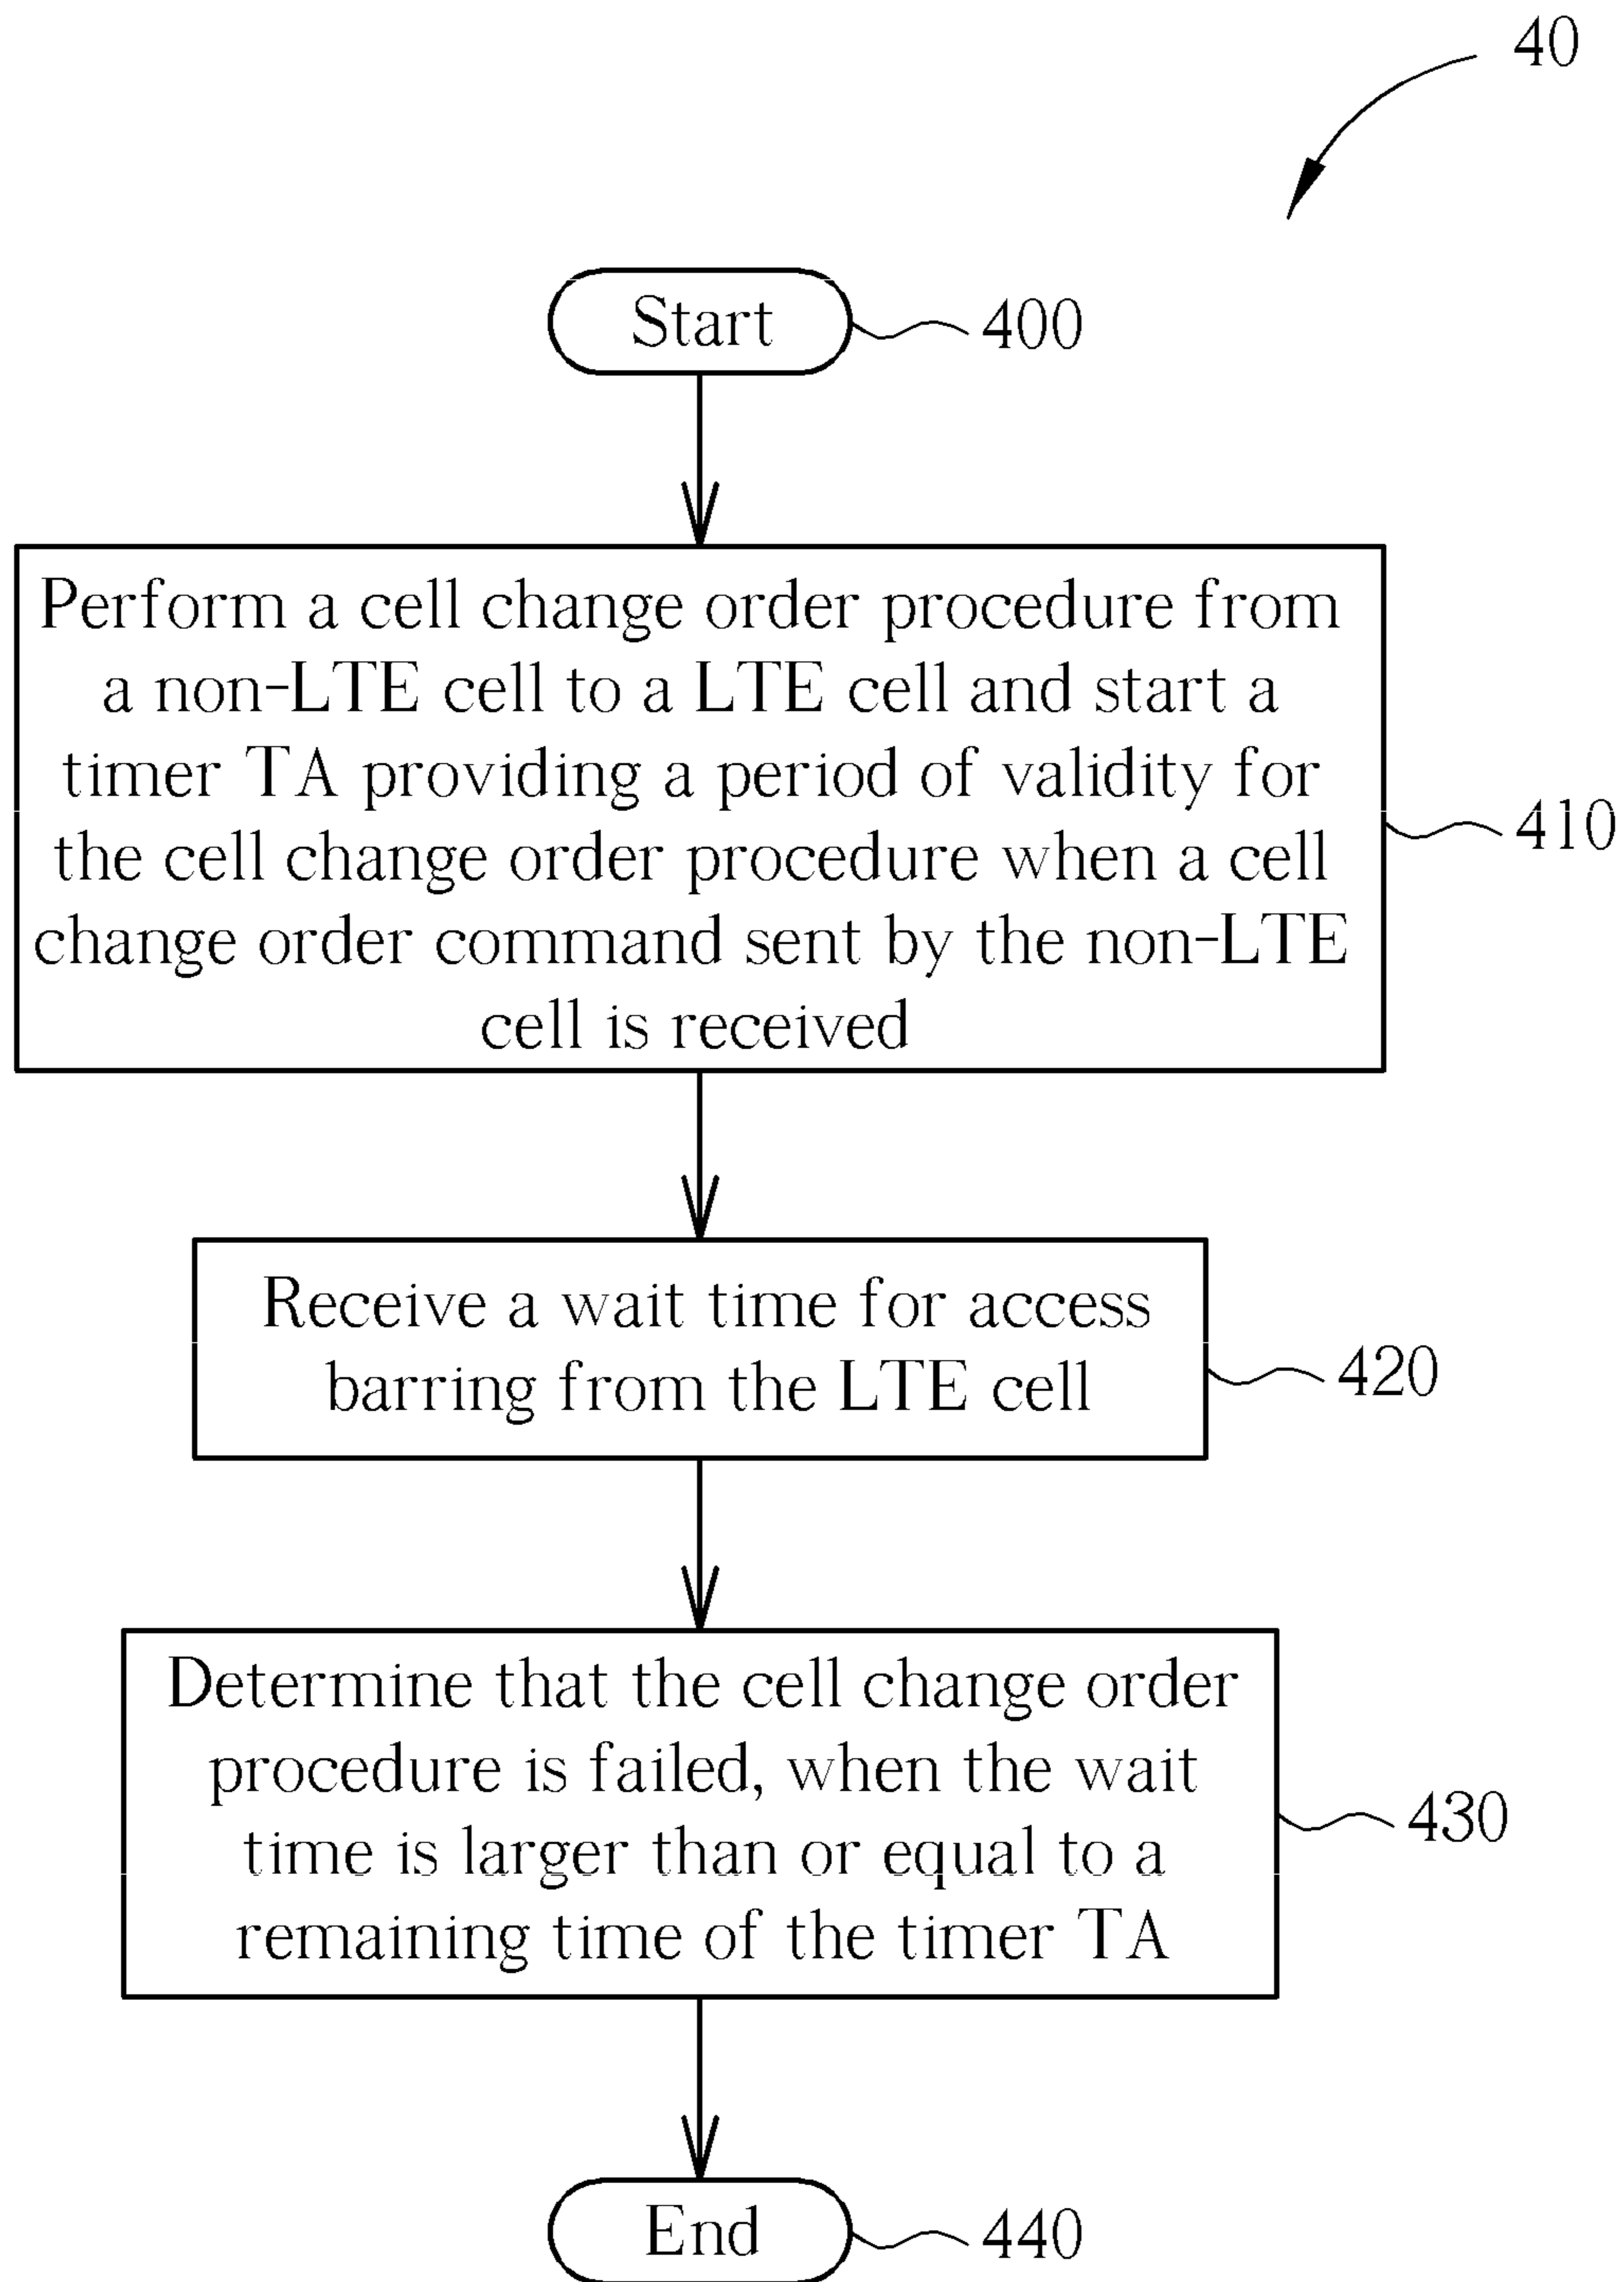 40
Start
400
Perform a cell change order procedure from
a non-LTE cell to a LTE cell and start a
timer TA providing a period of validity for
the cell change order procedure when a cell
change order command sent by the non-LTE
cell is received
410
Receive a wait time for access
barring from the LTE cell
420
Determine that the cell change order
procedure is failed, when the wait
time is larger than or equal to a
remaining time of the timer TA
430
End
440